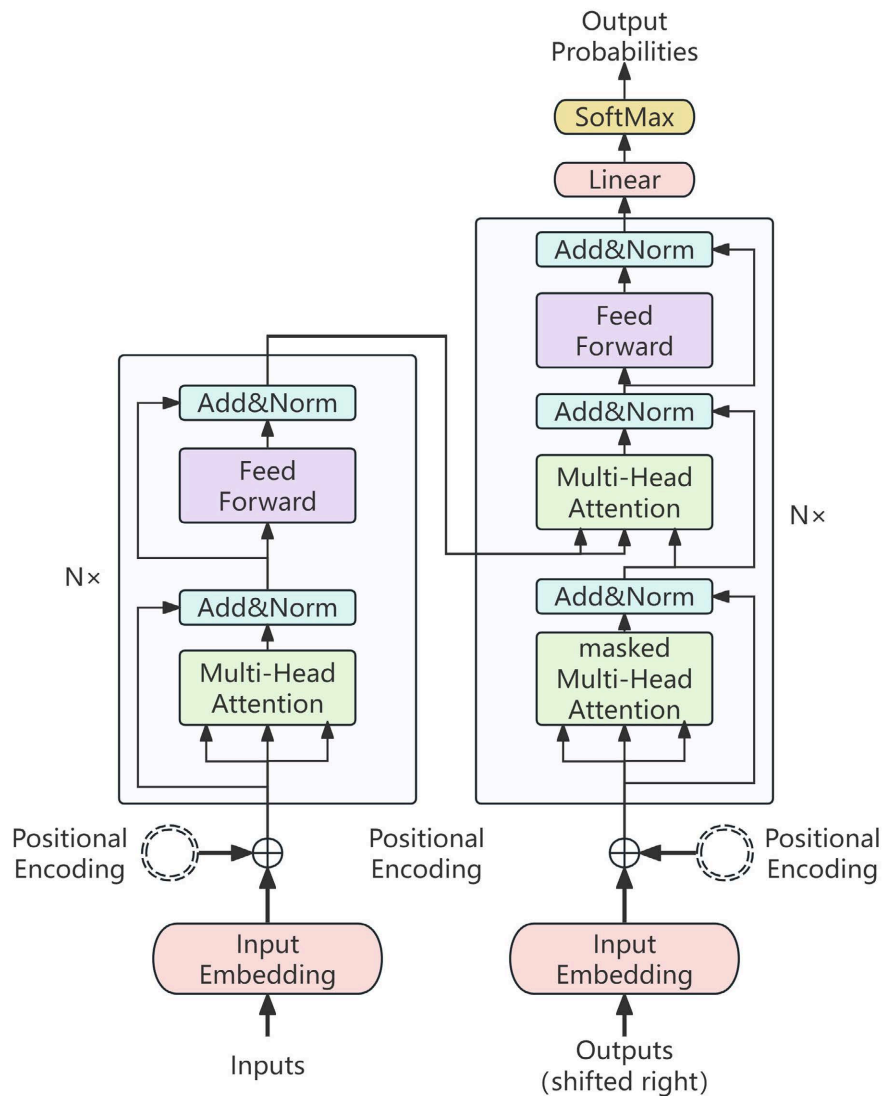 Output
Probabilities
SoftMax
Linear
Add&Norm
Feed
Forward
Add&Norm
Multi-Head
Attention
N×
Add&Norm
masked
Multi-Head
Attention
Add&Norm
Feed
Forward
N×
Add&Norm
Multi-Head
Attention
Positional
Encoding
Positional
Encoding
Positional
Encoding
Input
Embedding
Input
Embedding
Inputs
Outputs
(shifted right)